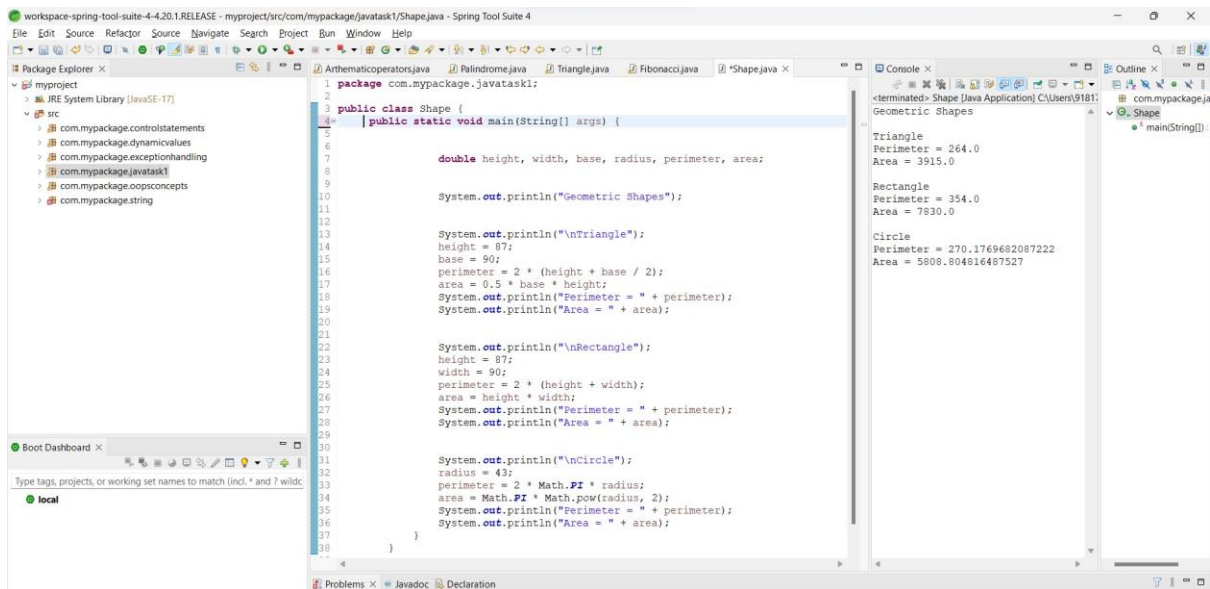 workspace-spring-tool-suite-4-4.20.1.RELEASE - myproject/src/com/mypackage/javatask1/Shape.java - Spring Tool Suite 4
File Edit Source Refactor Source Navigate Search Project Run Window Help
Package Explorer
myproject
JRE System Library [JavaSE-17]
src
com.mypackage.controlstatements
com.mypackage.dynamicvalues
com.mypackage.exceptionhandling
com.mypackage.javatask1
com.mypackage.oopsconcepts
com.mypackage.string
Boot Dashboard
Type tags, projects, or working set names to match (incl. * and ? wildc
local
Arthematicoperators.java Palindrome.java Triangle.java Fibonacci.java *Shape.java
1 package com.mypackage.javatask1;
2
3 public class Shape {
4 public static void main(String[] args) {
5
6
7 double height, width, base, radius, perimeter, area;
8
9
10 System.out.println("Geometric Shapes");
11
12
13 System.out.println("\nTriangle");
14 height = 87;
15 base = 90;
16 perimeter = 2 * (height + base / 2);
17 area = 0.5 * base * height;
18 System.out.println("Perimeter = " + perimeter);
19 System.out.println("Area = " + area);
20
21
22 System.out.println("\nRectangle");
23 height = 87;
24 width = 90;
25 perimeter = 2 * (height + width);
26 area = height * width;
27 System.out.println("Perimeter = " + perimeter);
28 System.out.println("Area = " + area);
29
30
31 System.out.println("\nCircle");
32 radius = 43;
33 perimeter = 2 * Math.PI * radius;
34 area = Math.PI * Math.pow(radius, 2);
35 System.out.println("Perimeter = " + perimeter);
36 System.out.println("Area = " + area);
37 }
38 }
Problems Javadoc Declaration
Console
<terminated> Shape [Java Application] C:\Users\9181
Geometric Shapes
Triangle
Perimeter = 264.0
Area = 3915.0
Rectangle
Perimeter = 354.0
Area = 7830.0
Circle
Perimeter = 270.1769682087222
Area = 5808.804816487527
Outline
com.mypackage.ja
Shape
main(String[]) :